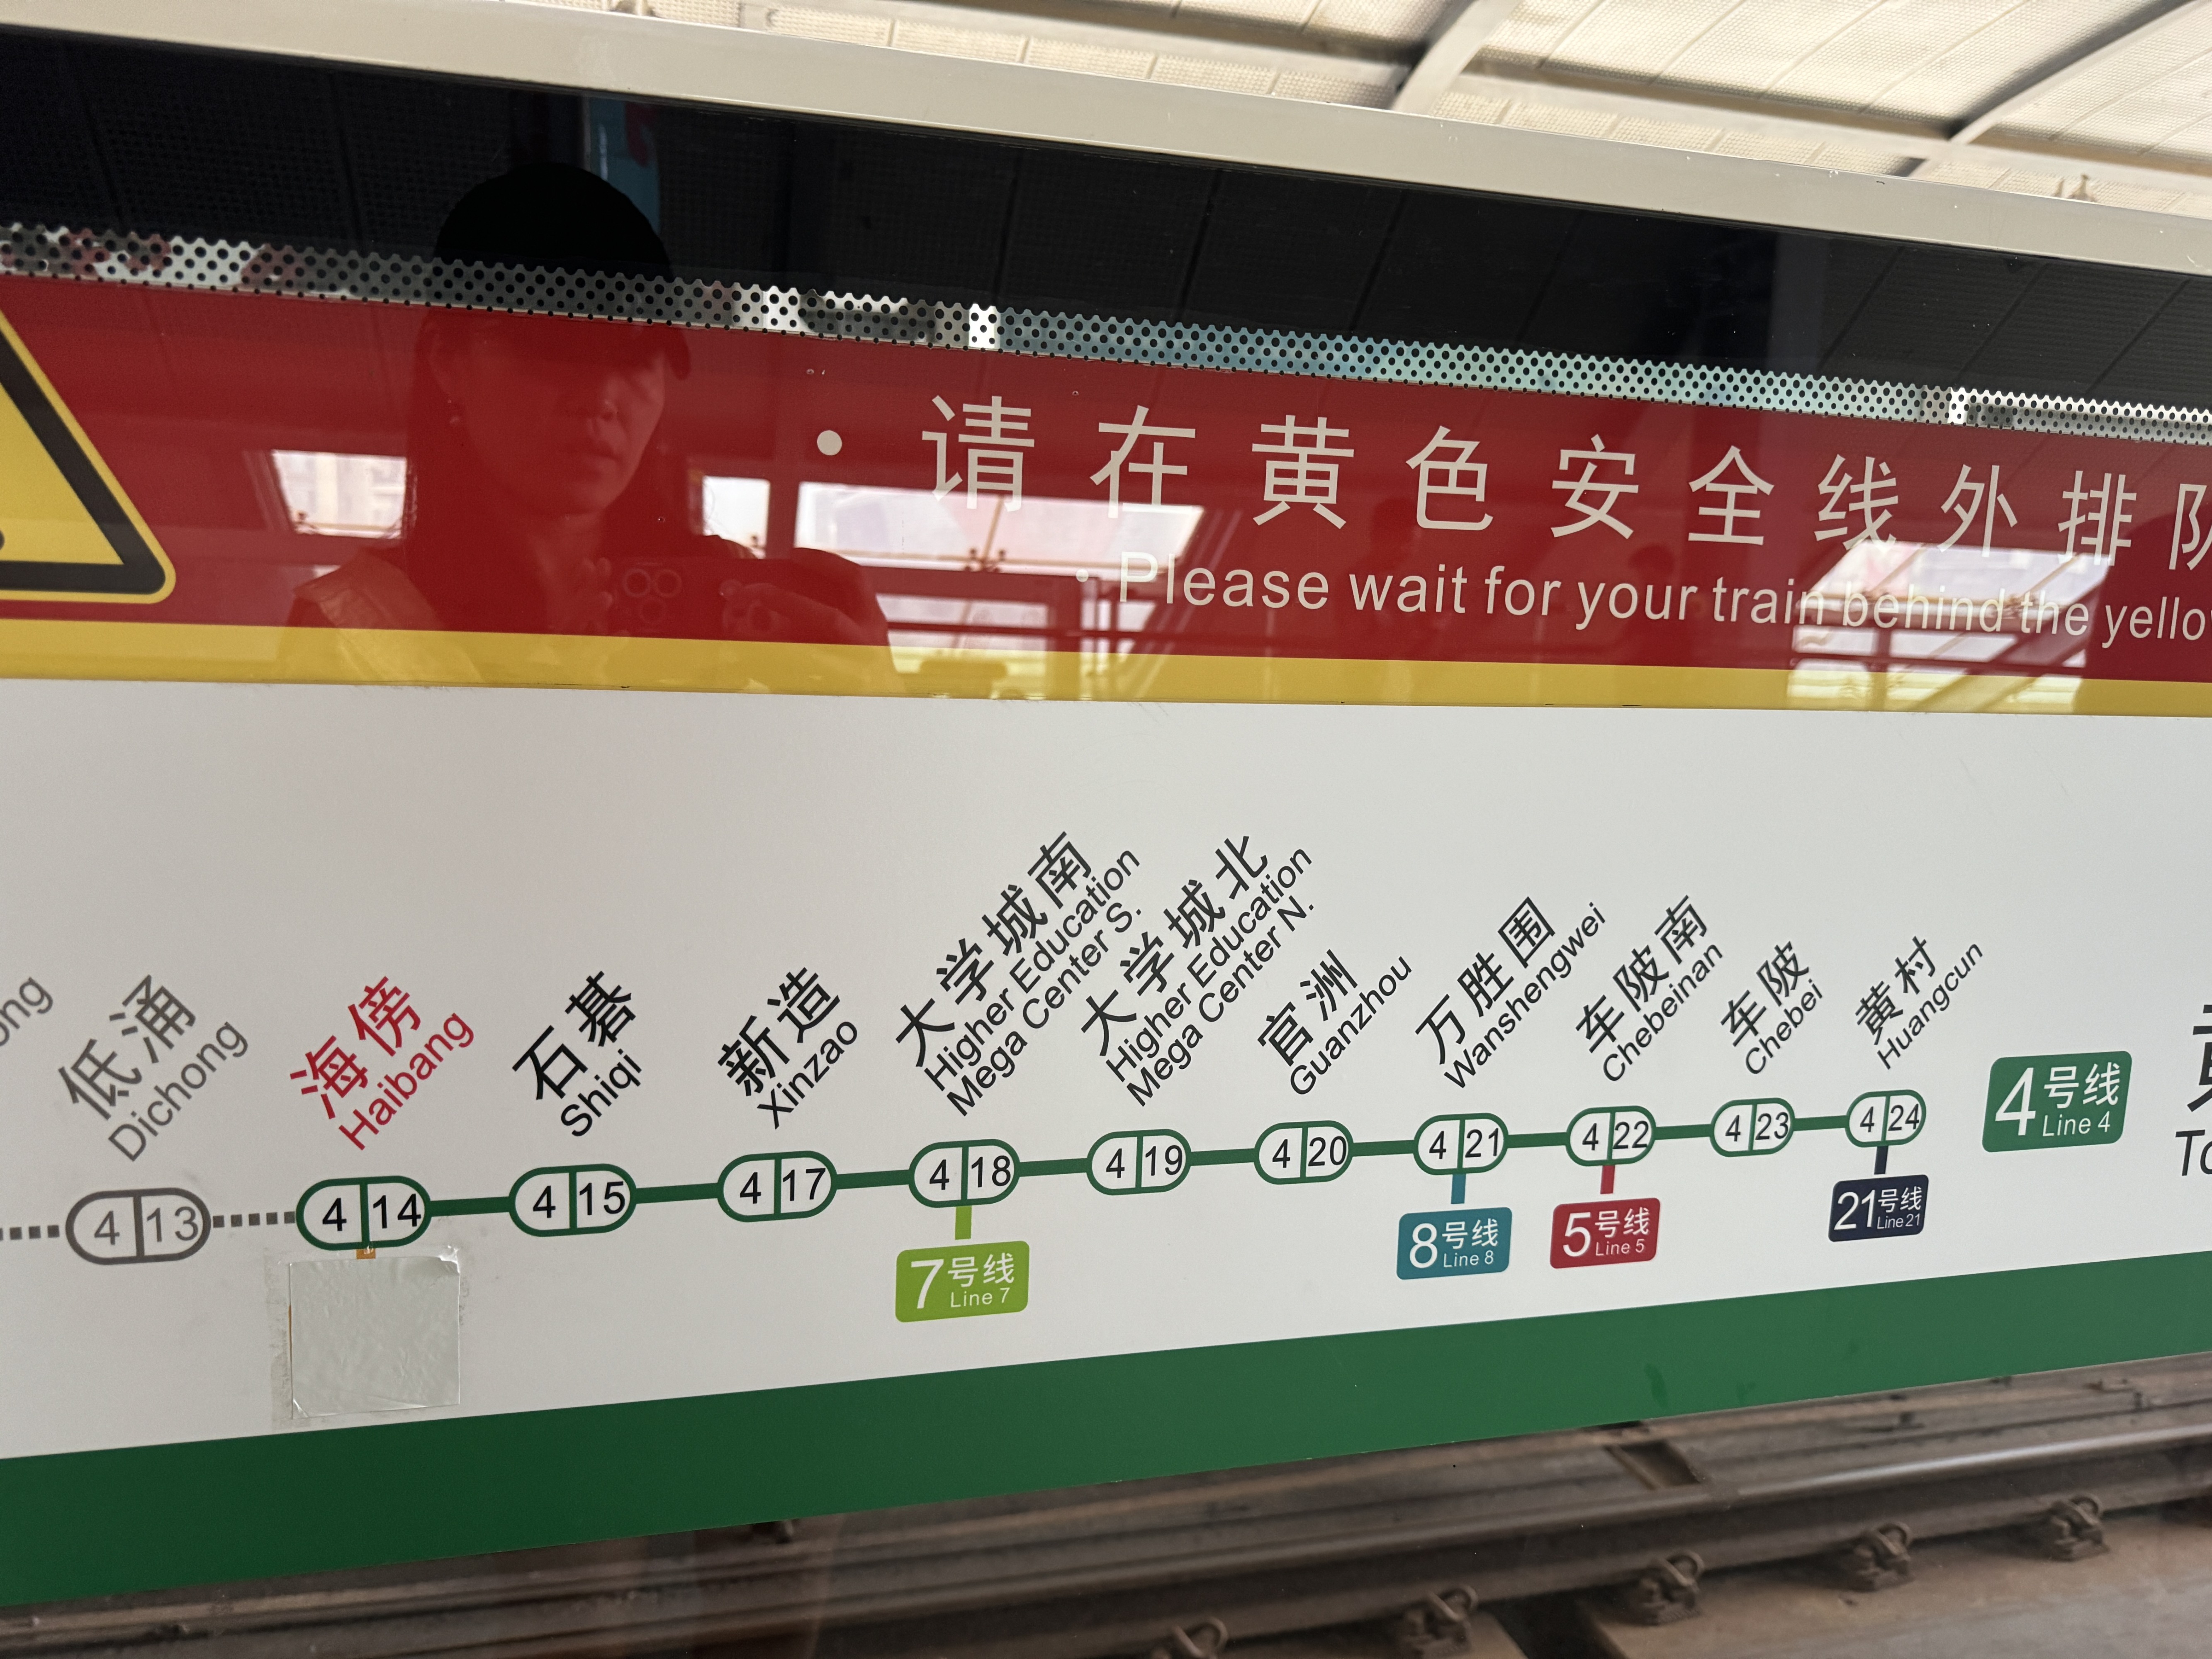 • 请在黄色安全线外排
• Please wait for your train behind the yello
ong
低涌
Dichong
海傍
Haibang
石碁
Shiqi
新造
Xinzao
大学城南
Higher Education
Mega Center S.
大学城北
Higher Education
Mega Center N.
官洲
Guanzhou
万胜围
Wanshengwei
车陂南
Chebeinan
车陂
Chebei
黄村
Huangcun
4 13
4 14
4 15
4 17
4 18
4 19
4 20
4 21
4 22
4 23
4 24
4号线
Line 4
To
7号线
Line 7
8号线
Line 8
5号线
Line 5
21号线
Line 21